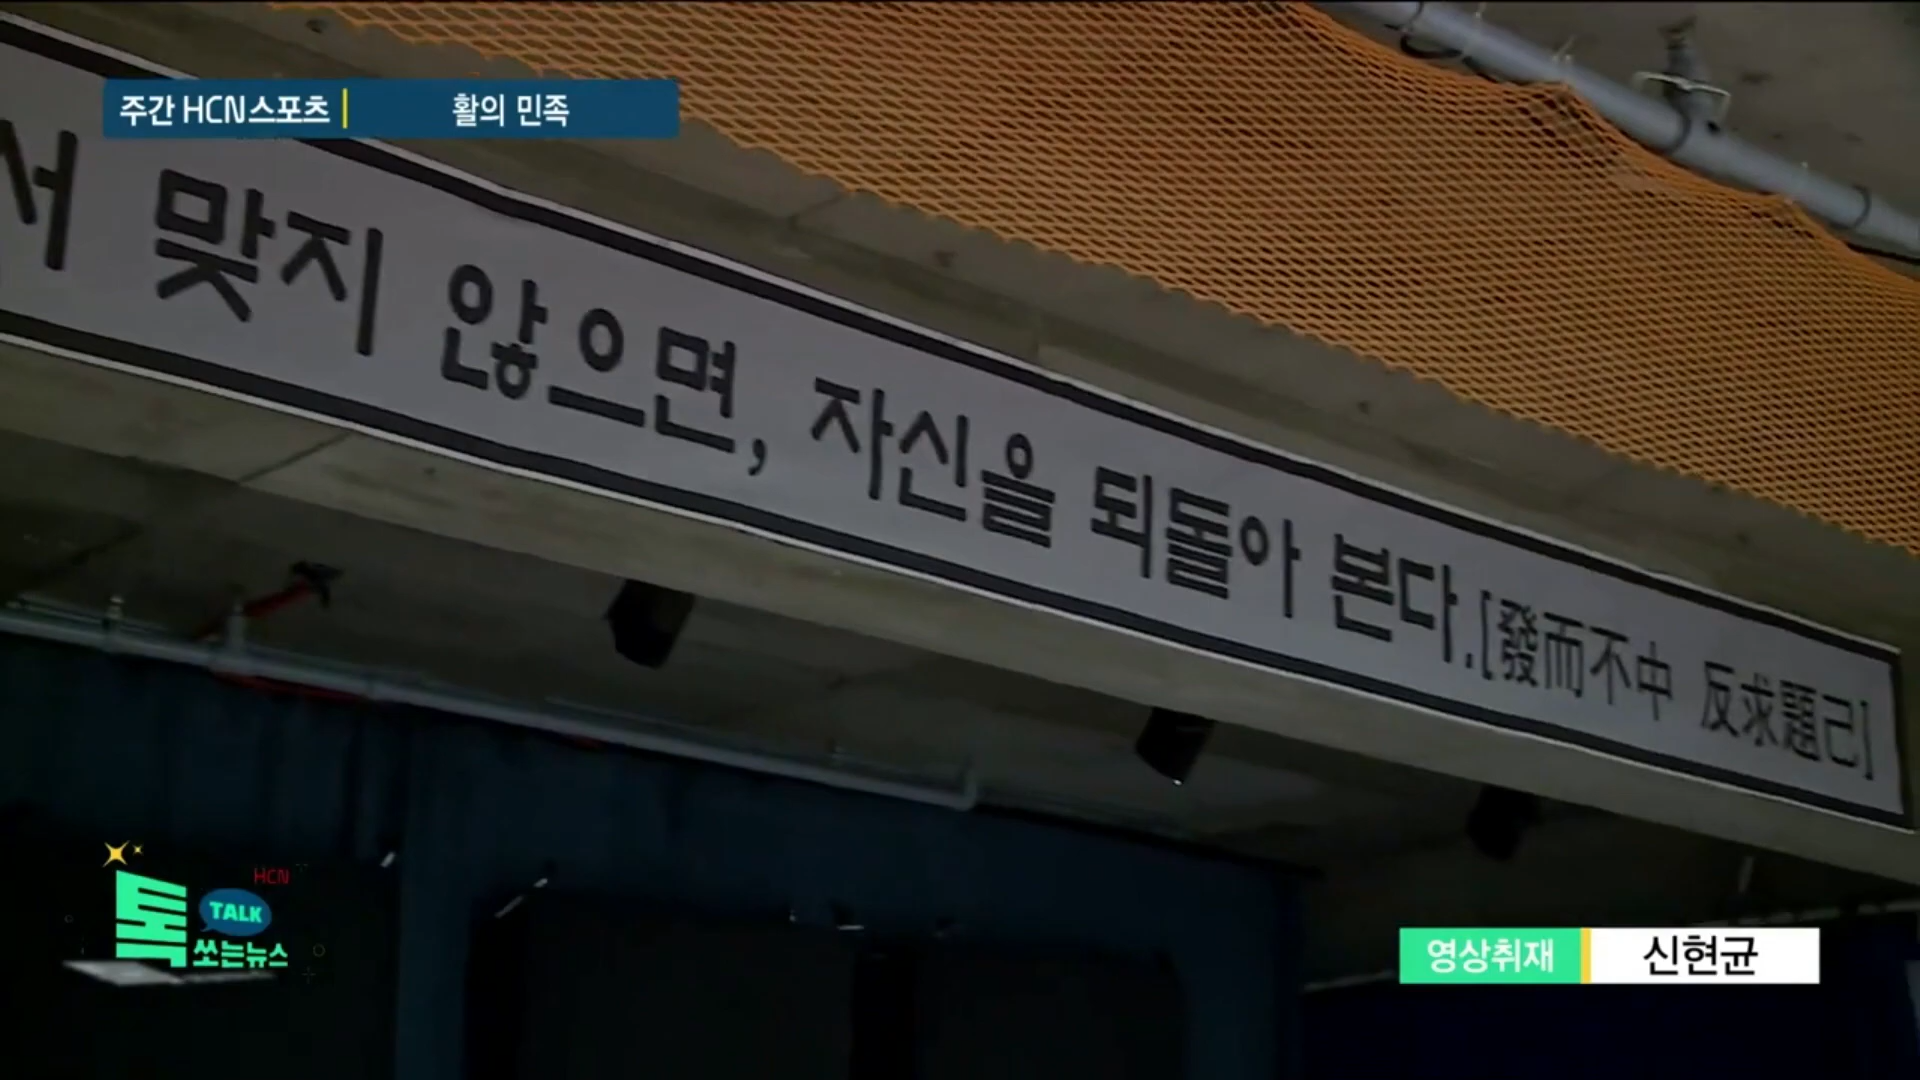 주간 HCN스포츠 활의 민족
서 맞지 않으면, 자신을 되돌아 본다.[發而不中 反求題己]
HCN
톡 TALK
쏘는뉴스
영상취재 신현균